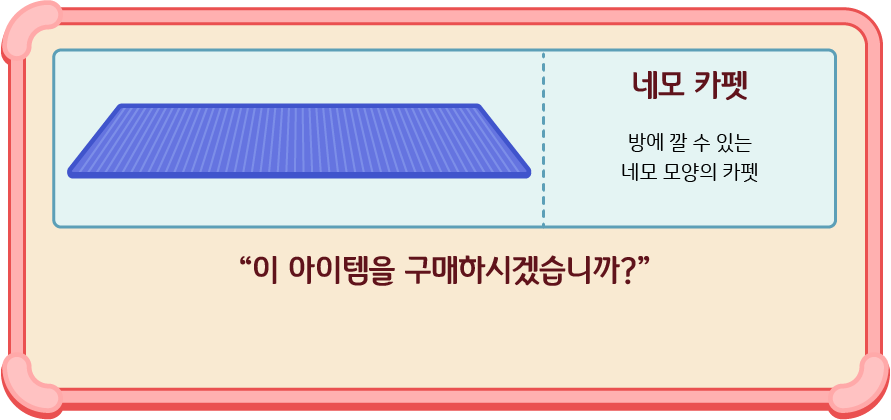 네모 카펫
방에 깔 수 있는
네모 모양의 카펫
“이 아이템을 구매하시겠습니까?”